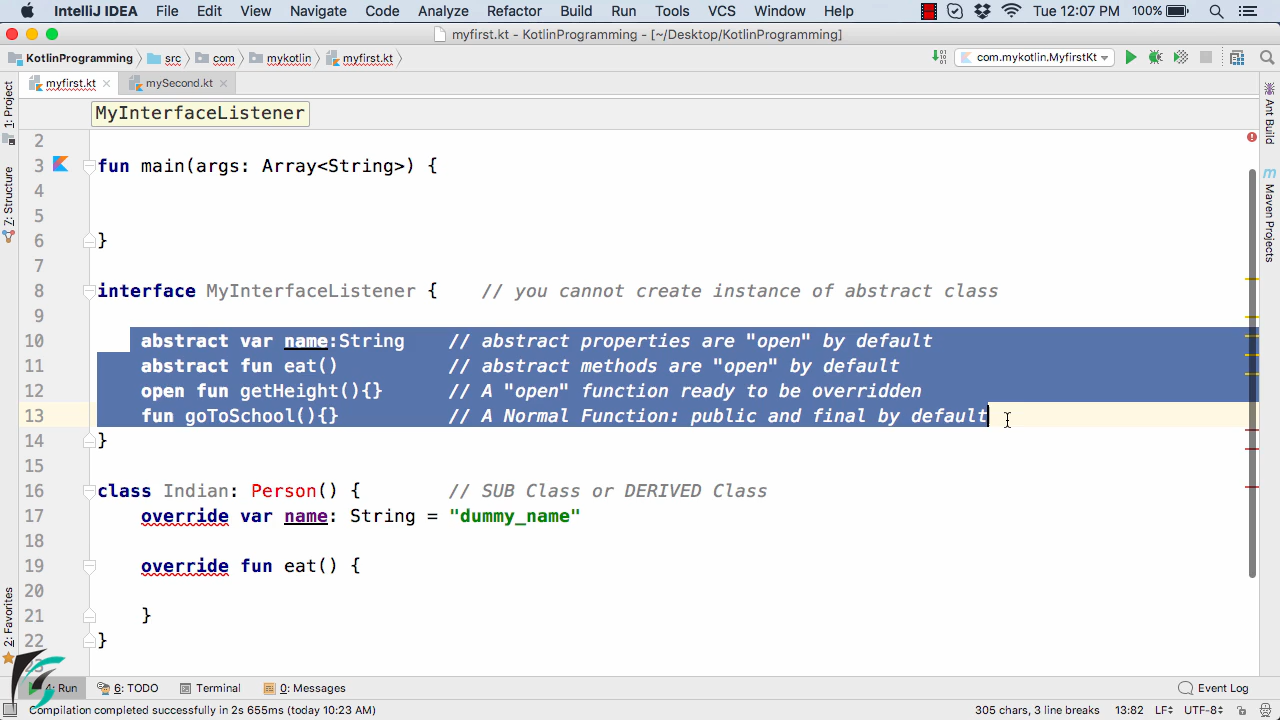 IntelliJ IDEA File Edit View Navigate Code Analyze Refactor Build Run Tools VCS Window Help Tue 12:07 PM 100%
myfirst.kt - KotlinProgramming - [~/Desktop/KotlinProgramming]
KotlinProgramming src com mykotlin myfirst.kt com.mykotlin.MyfirstKt
myfirst.kt mySecond.kt
MyInterfaceListener
2
3 fun main(args: Array<String>) {
4
5
6 }
7
8 interface MyInterfaceListener { // you cannot create instance of abstract class
9
10 abstract var name:String // abstract properties are "open" by default
11 abstract fun eat() // abstract methods are "open" by default
12 open fun getHeight(){} // A "open" function ready to be overridden
13 fun goToSchool(){} // A Normal Function: public and final by default
14 }
15
16 class Indian: Person() { // SUB Class or DERIVED Class
17 override var name: String = "dummy_name"
18
19 override fun eat() {
20
21 }
22 }
23
1: Project
7: Structure
2: Favorites
Ant Build
m Maven Projects
4: Run 6: TODO Terminal 0: Messages Event Log
Compilation completed successfully in 2s 655ms (today 10:23 AM) 305 chars, 3 line breaks 13:82 LF÷ UTF-8÷